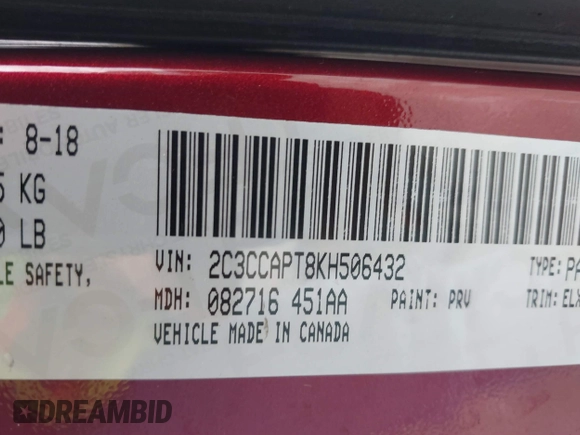 : 8-18
KG
LB
LE SAFETY,
VIN: 2C3CCAPT8KH506432
TYPE: PA
MDH: 082716 451AA
PAINT: PRV
TRIM: ELX
VEHICLE MADE IN CANADA
DREAMBID